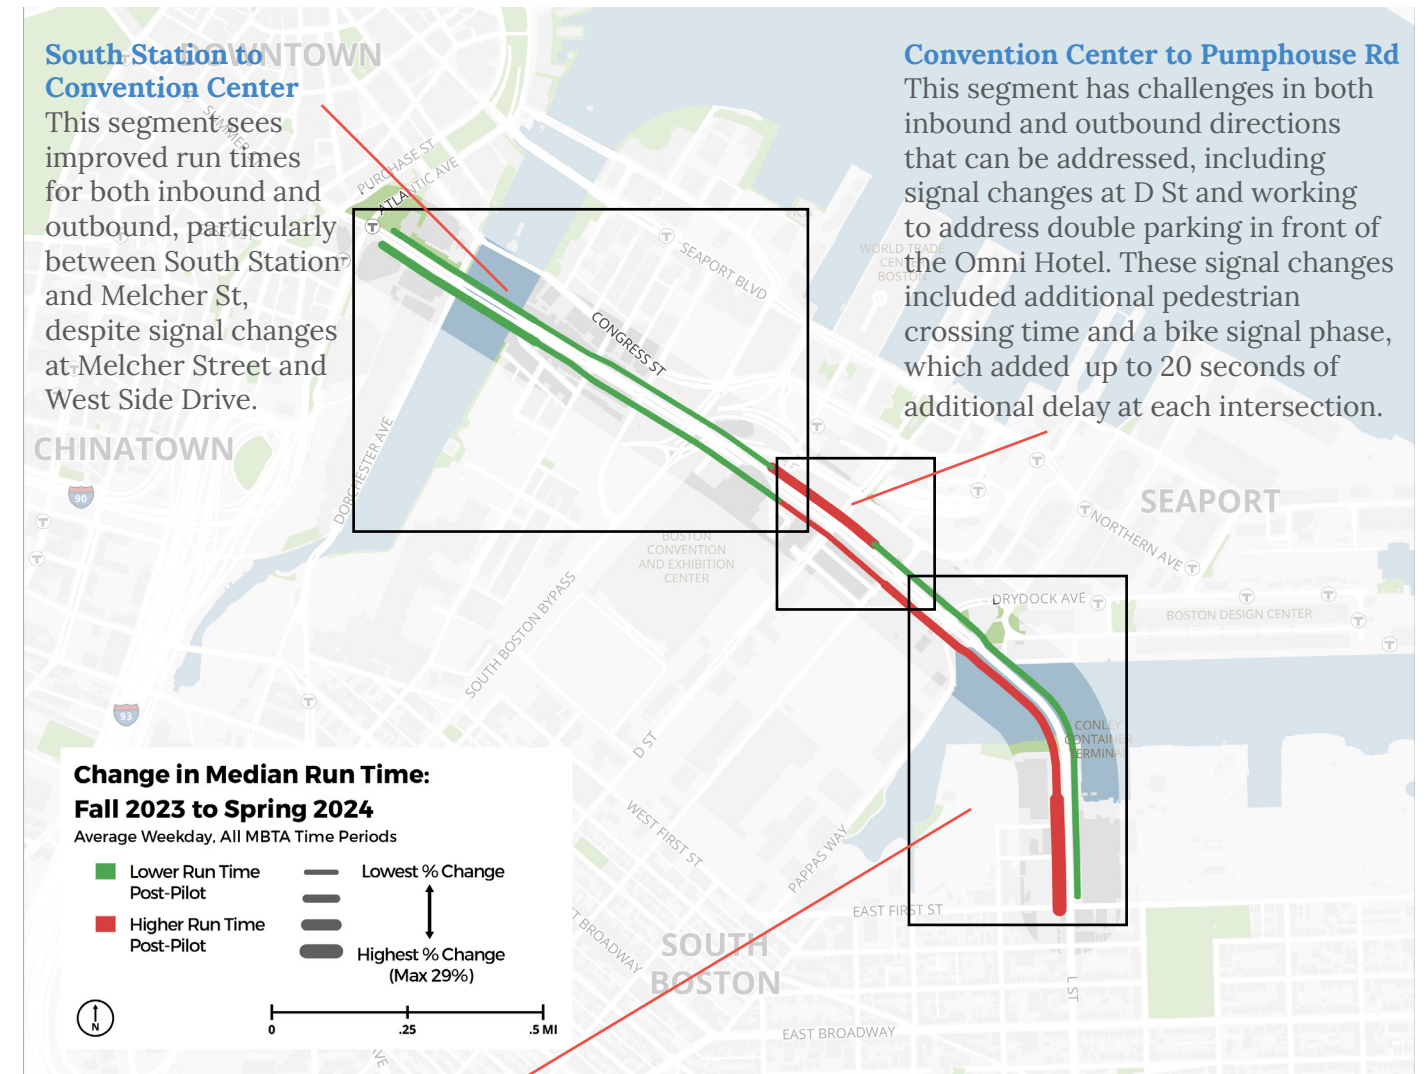 South Station to
Convention Center
This segment sees
improved run times
for both inbound and
outbound, particularly
between South Station
and Melcher St,
despite signal changes
at Melcher Street and
West Side Drive.
Convention Center to Pumphouse Rd
This segment has challenges in both
inbound and outbound directions
that can be addressed, including
signal changes at D St and working
to address double parking in front of
the Omni Hotel. These signal changes
included additional pedestrian
crossing time and a bike signal phase,
which added up to 20 seconds of
additional delay at each intersection.
DOWNTOWN
PURCHASE ST
ATLANTIC AVE
T
SEAPORT BLVD
WORLD TRADE
BOSTON
CONGRESS ST
CHINATOWN
90
DORCHESTER AVE
SEAPORT
NORTHERN AVE
BOSTON
CONVENTION
AND EXHIBITION
CENTER
SOUTH BOSTON BYPASS
DRYDOCK AVE
BOSTON DESIGN CENTER
93
D ST
CONLEY
CONTAINER
TERMINAL
WEST FIRST ST
PAPPAS WAY
EAST FIRST ST
ST BROADWAY
SOUTH
BOSTON
L ST
EAST BROADWAY
Change in Median Run Time:
Fall 2023 to Spring 2024
Average Weekday, All MBTA Time Periods
Lower Run Time
Post-Pilot
Higher Run Time
Post-Pilot
Lowest % Change
Highest % Change
(Max 29%)
N
0 .25 .5 MI